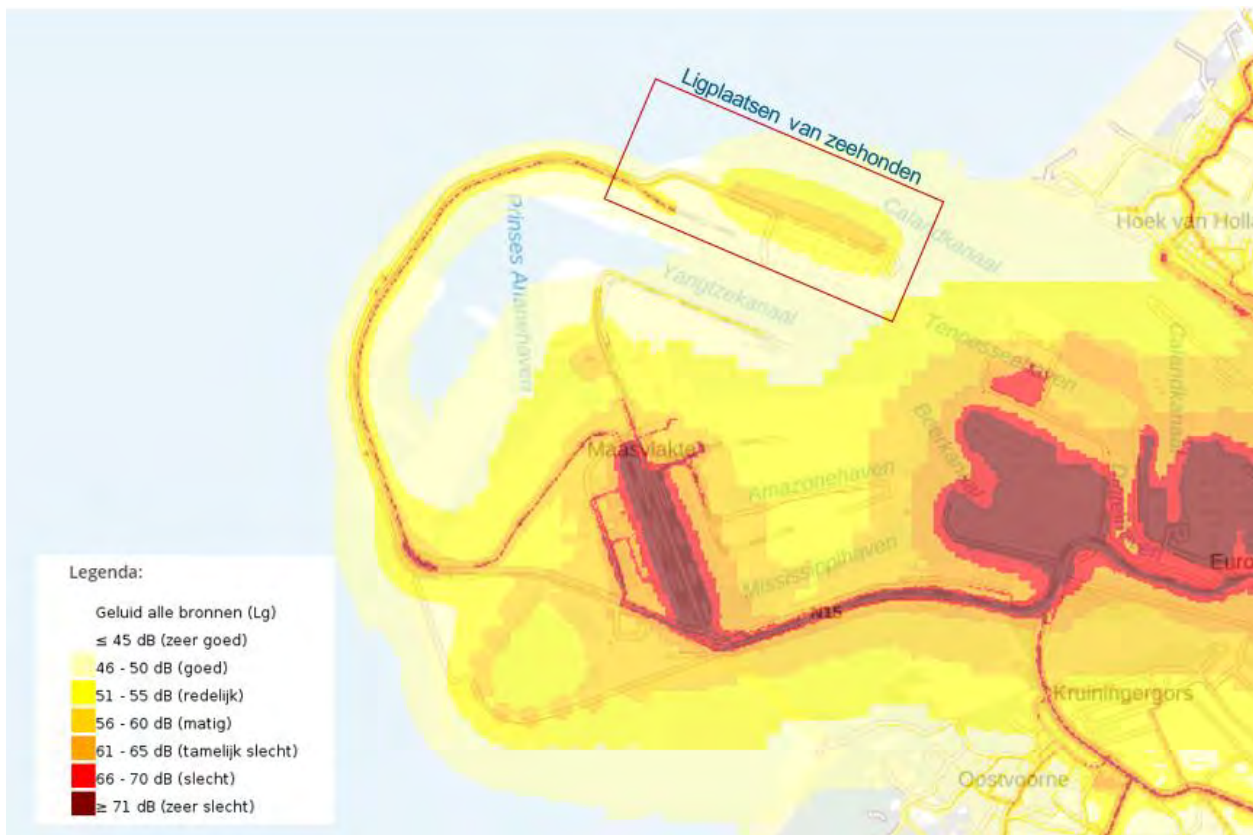 Ligplaatsen van zeehonden
Calandkanaal
Hoek van Holla
Prinses Arianehaven
Yangtzekanaal
Tennesseehaven
Calandkanaal
Beerkanaal
Maasvlakte
Amazonehaven
Mississippihaven
Euro
N15
Kruiningergors
Oostvoorne
Legenda:
Geluid alle bronnen (Lg)
≤ 45 dB (zeer goed)
46 - 50 dB (goed)
51 - 55 dB (redelijk)
56 - 60 dB (matig)
61 - 65 dB (tamelijk slecht)
66 - 70 dB (slecht)
≥ 71 dB (zeer slecht)